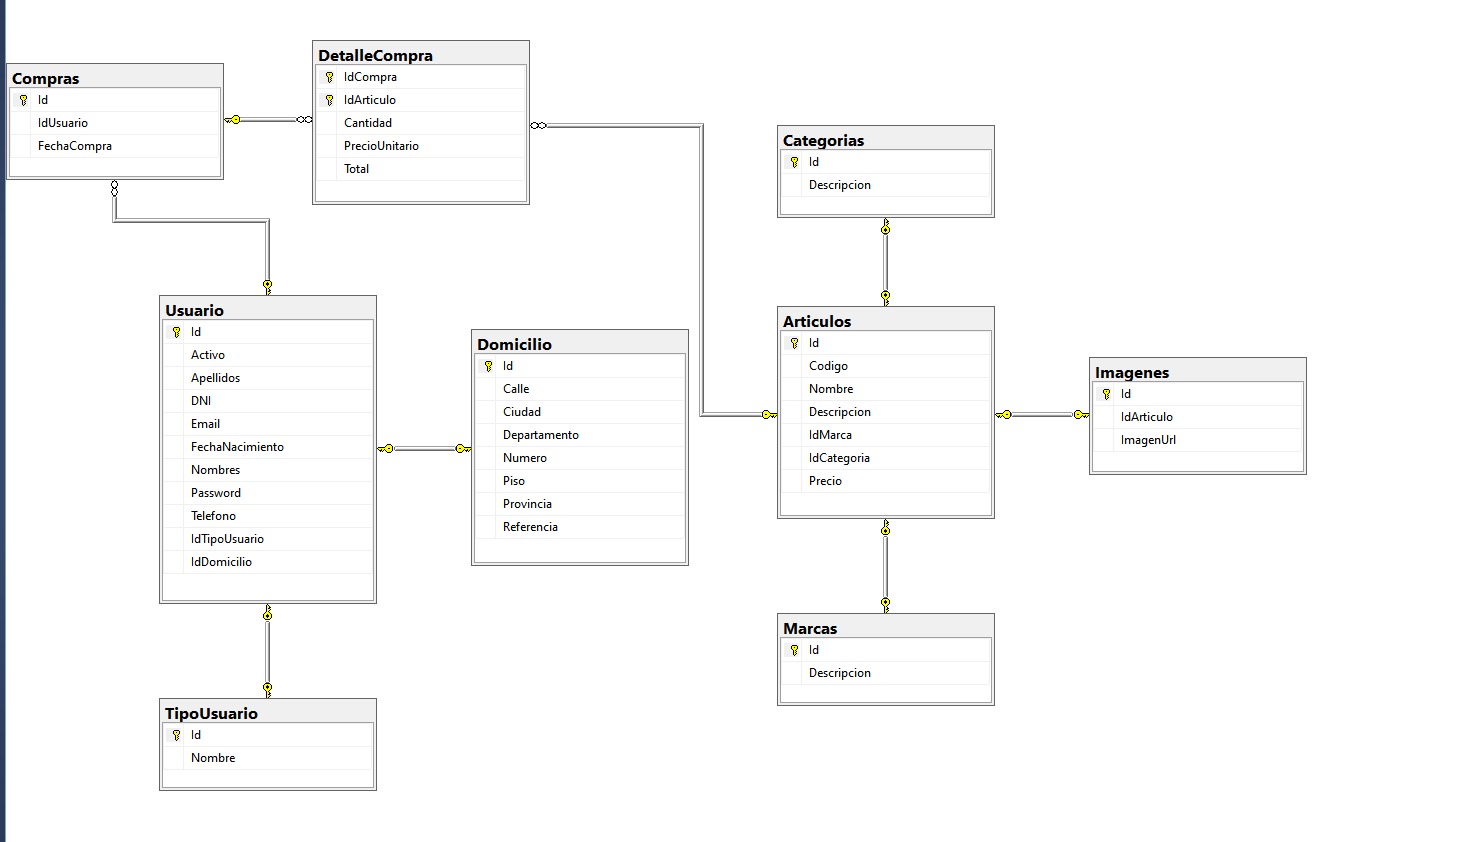 Compras
Id
IdUsuario
FechaCompra
DetalleCompra
IdCompra
IdArticulo
Cantidad
PrecioUnitario
Total
Categorias
Id
Descripcion
Usuario
Id
Activo
Apellidos
DNI
Email
FechaNacimiento
Nombres
Password
Telefono
IdTipoUsuario
IdDomicilio
Domicilio
Id
Calle
Ciudad
Departamento
Numero
Piso
Provincia
Referencia
Articulos
Id
Codigo
Nombre
Descripcion
IdMarca
IdCategoria
Precio
Imagenes
Id
IdArticulo
ImagenUrl
Marcas
Id
Descripcion
TipoUsuario
Id
Nombre